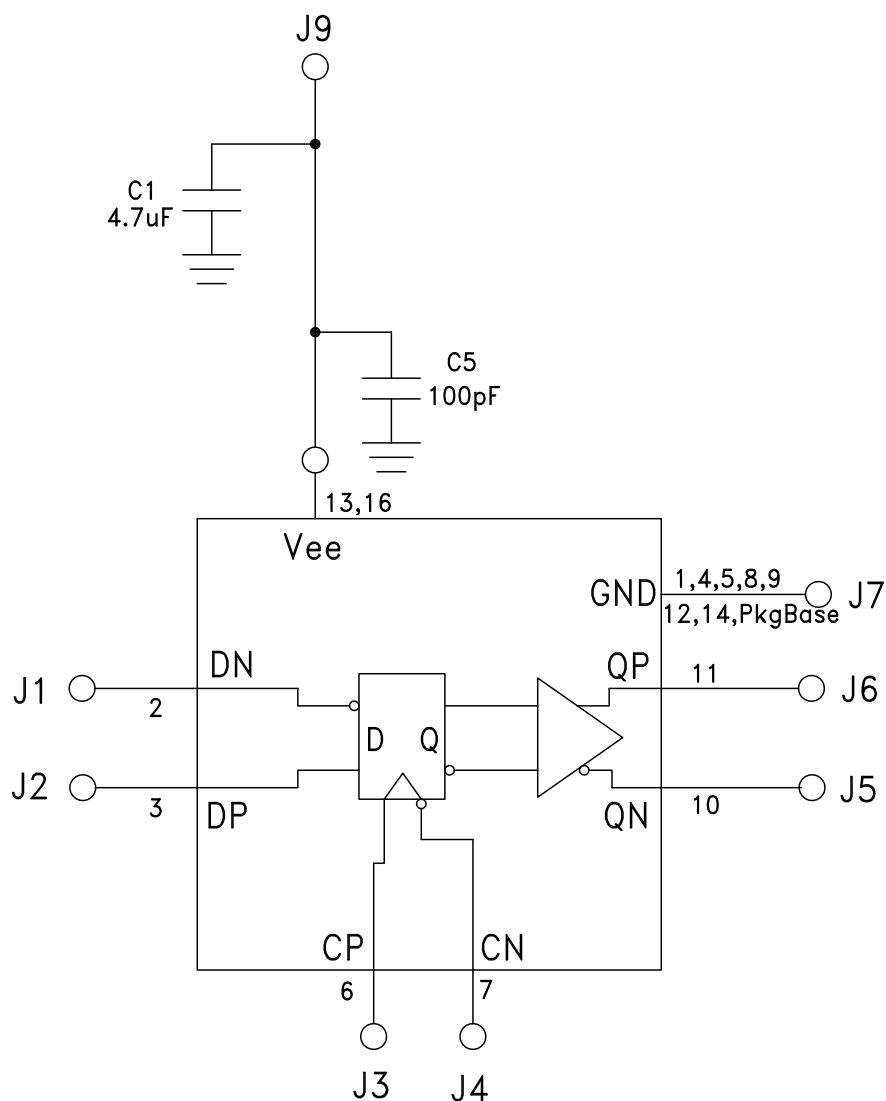 J9
C1
4.7uF
C5
100pF
13,16
Vee
GND
1,4,5,8,9
12,14,PkgBase
J7
J1
2
DN
QP
11
J6
D
Q
J2
3
DP
QN
10
J5
CP
CN
6
7
J3
J4